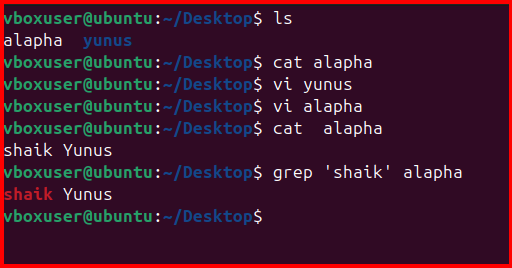 vboxuser@ubuntu:~/Desktop$ ls
alapha  yunus
vboxuser@ubuntu:~/Desktop$ cat alapha
vboxuser@ubuntu:~/Desktop$ vi yunus
vboxuser@ubuntu:~/Desktop$ vi alapha
vboxuser@ubuntu:~/Desktop$ cat  alapha
shaik Yunus
vboxuser@ubuntu:~/Desktop$ grep 'shaik' alapha
shaik Yunus
vboxuser@ubuntu:~/Desktop$